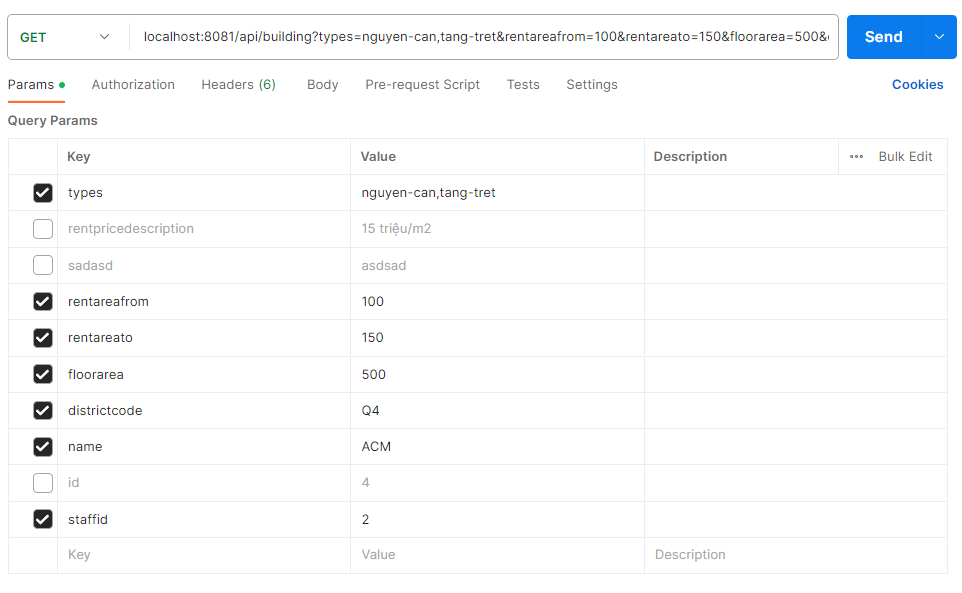 GET localhost:8081/api/building?types=nguyen-can,tang-tret&rentareafrom=100&rentareato=150&floorarea=500& Send
Params Authorization Headers (6) Body Pre-request Script Tests Settings Cookies
Query Params
Key Value Description ••• Bulk Edit
types nguyen-can,tang-tret
rentpricedescription 15 triệu/m2
sadasd asdsad
rentareafrom 100
rentareato 150
floorarea 500
districtcode Q4
name ACM
id 4
staffid 2
Key Value Description